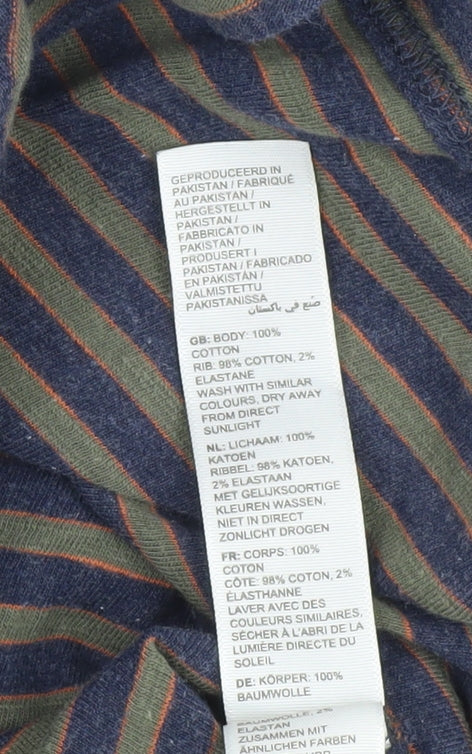 GEPRODUCEERD IN
PAKISTAN / FABRIQUÉ
AU PAKISTAN /
HERGESTELLT IN
PAKISTAN /
FABBRICATO IN
PAKISTAN /
PRODUSERT I
PAKISTAN / FABRICADO
EN PAKISTÁN /
VALMISTETTU
PAKISTANISSA
صنع في باكستان
GB: BODY: 100%
COTTON
RIB: 98% COTTON, 2%
ELASTANE
WASH WITH SIMILAR
COLOURS, DRY AWAY
FROM DIRECT
SUNLIGHT
NL: LICHAAM: 100%
KATOEN
RIBBEL: 98% KATOEN,
2% ELASTAAN
MET GELIJKSOORTIGE
KLEUREN WASSEN,
NIET IN DIRECT
ZONLICHT DROGEN
FR: CORPS: 100%
COTON
CÔTE: 98% COTON, 2%
ÉLASTHANNE
LAVER AVEC DES
COULEURS SIMILAIRES,
SÉCHER À L'ABRI DE LA
LUMIÈRE DIRECTE DU
SOLEIL
DE: KÖRPER: 100%
BAUMWOLLE
BAUMWOLLE, 2%
ELASTAN
ZUSAMMEN MIT
ÄHNLICHEN FARBEN